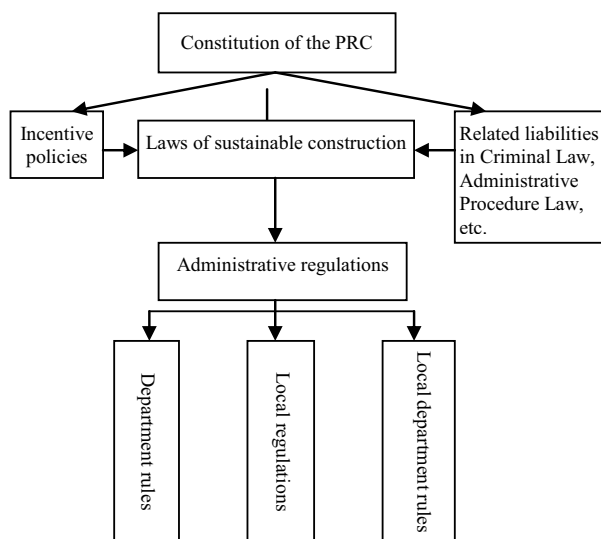 Constitution of the PRC
Incentive
policies
Laws of sustainable construction
Related liabilities
in Criminal Law,
Administrative
Procedure Law,
etc.
Administrative regulations
Department rules
Local regulations
Local department rules